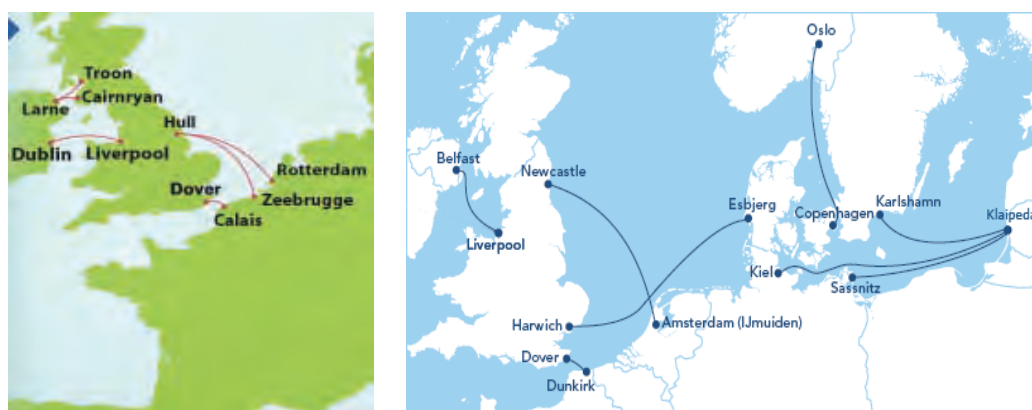 Troon
Cairnryan
Larne
Hull
Dublin
Liverpool
Rotterdam
Dover
Zeebrugge
Calais
Oslo
Belfast
Newcastle
Esbjerg
Copenhagen
Karlshamn
Klaipeda
Liverpool
Kiel
Sassnitz
Harwich
Amsterdam (IJmuiden)
Dover
Dunkirk